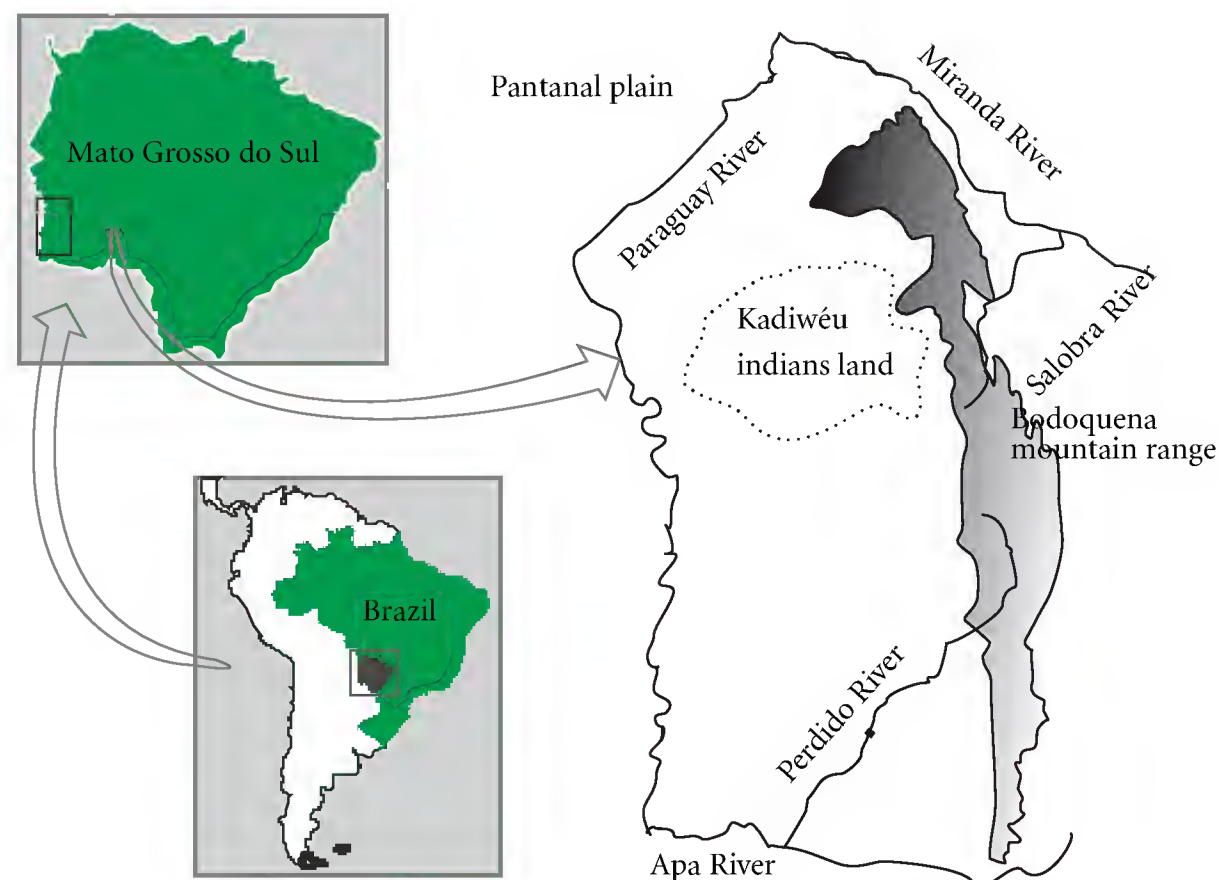 Pantanal plain
Miranda River
Mato Grosso do Sul
Paraguay River
Kadiwéu
indians land
Salobra River
Bodoquena
mountain range
Brazil
Perdido River
Apa River